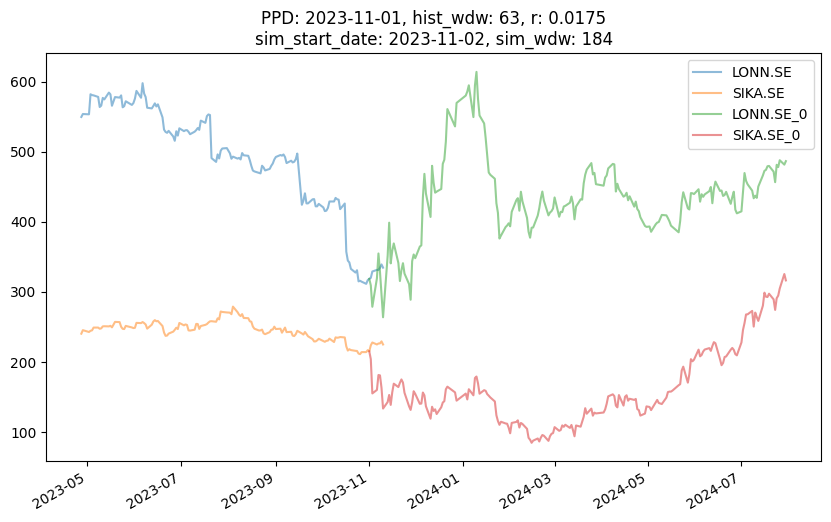 PPD: 2023-11-01, hist_wdw: 63, r: 0.0175
sim_start_date: 2023-11-02, sim_wdw: 184
LONN.SE
SIKA.SE
LONN.SE_0
SIKA.SE_0
600
500
400
300
200
100
2023-05
2023-07
2023-09
2023-11
2024-01
2024-03
2024-05
2024-07